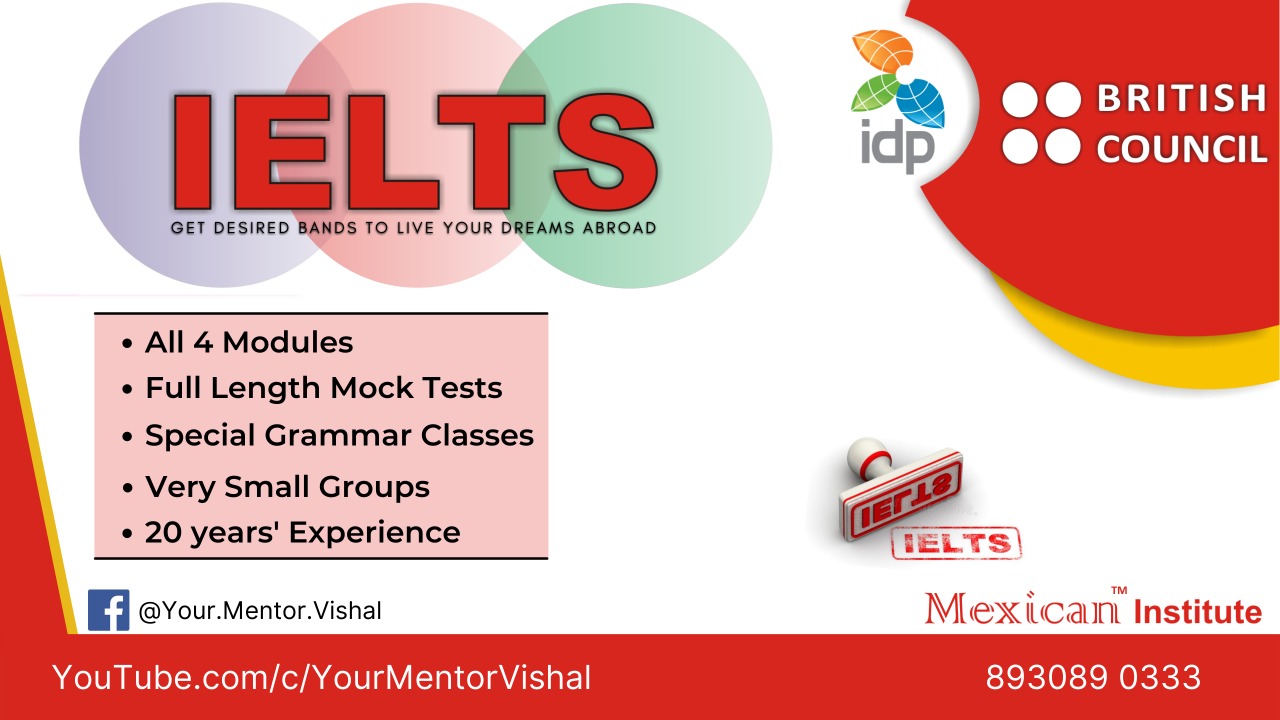 IELTS
GET DESIRED BANDS TO LIVE YOUR DREAMS ABROAD
idp
BRITISH
COUNCIL
• All 4 Modules
• Full Length Mock Tests
• Special Grammar Classes
• Very Small Groups
• 20 years' Experience
IELTS
IELTS
@Your.Mentor.Vishal
Mexican™ Institute
YouTube.com/c/YourMentorVishal
893089 0333